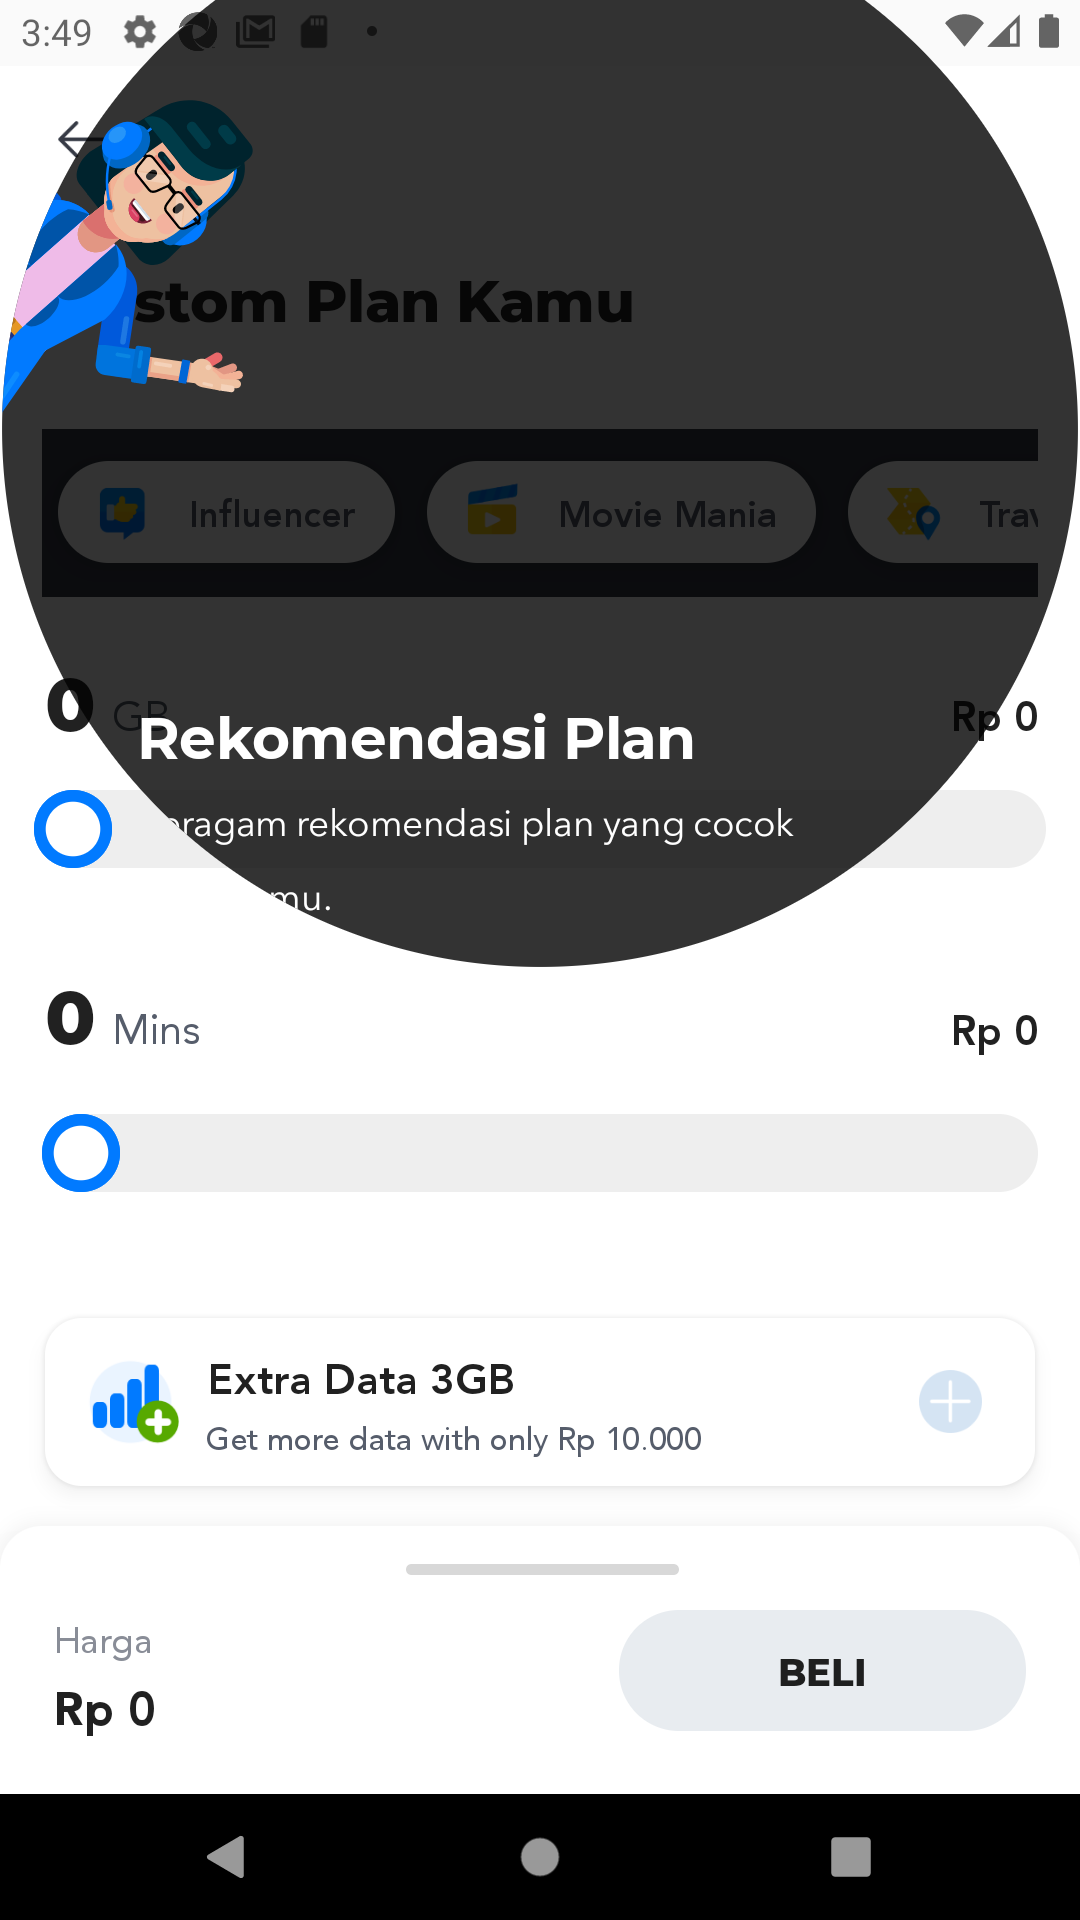 3:49
stom Plan Kamu
Influencer
Movie Mania
Trav
0 GB
Rp 0
Rekomendasi Plan
ragam rekomendasi plan yang cocok
mu.
0 Mins
Rp 0
Extra Data 3GB
Get more data with only Rp 10.000
Harga
Rp 0
BELI